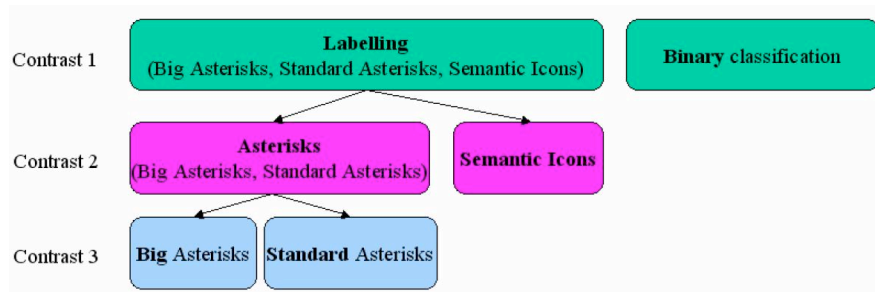 Contrast 1
Labelling
(Big Asterisks, Standard Asterisks, Semantic Icons)
Binary classification
Contrast 2
Asterisks
(Big Asterisks, Standard Asterisks)
Semantic Icons
Contrast 3
Big Asterisks
Standard Asterisks